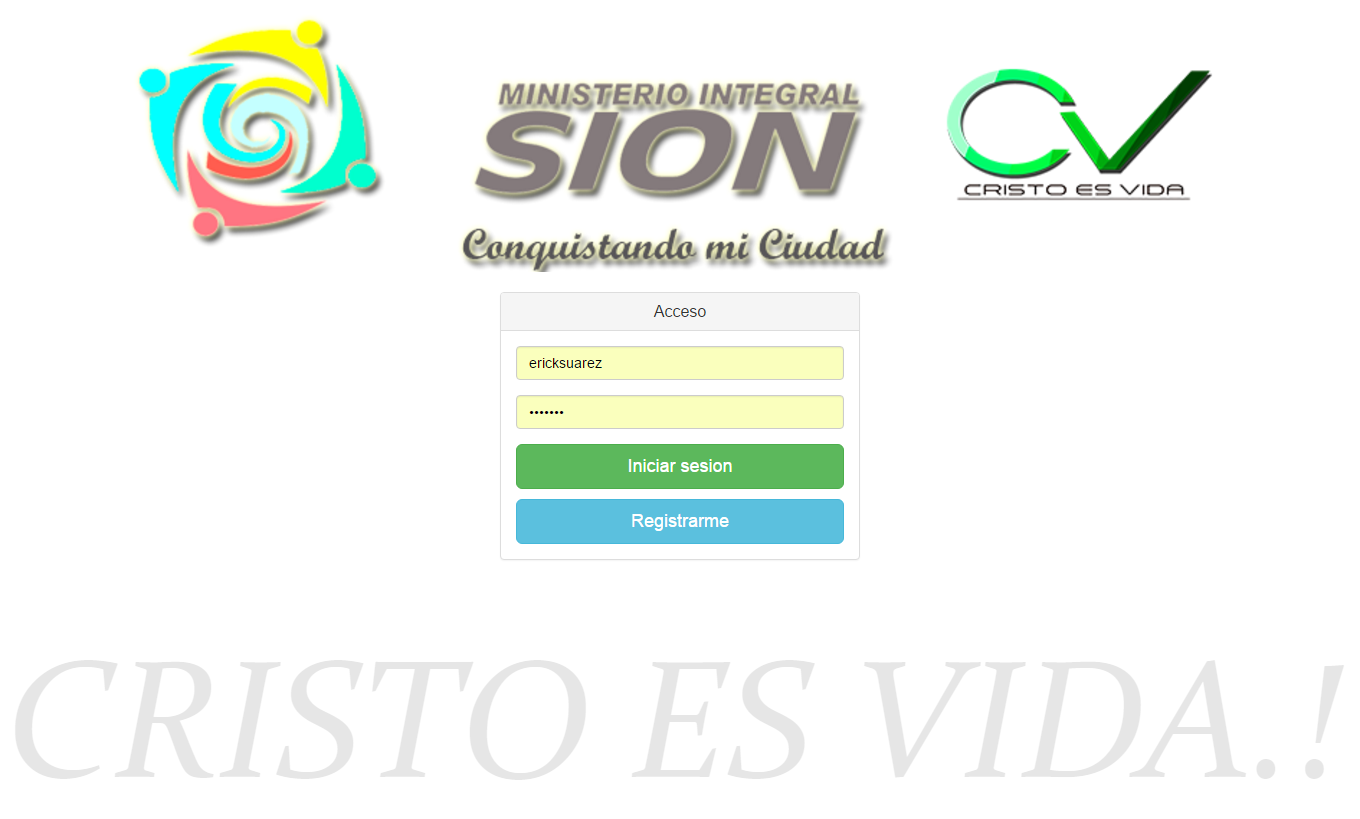 MINISTERIO INTEGRAL
SION
Conquistando mi Ciudad
CV
CRISTO ES VIDA
Acceso
ericksuarez
•••••••
Iniciar sesion
Registrarme
CRISTO ES VIDA.!